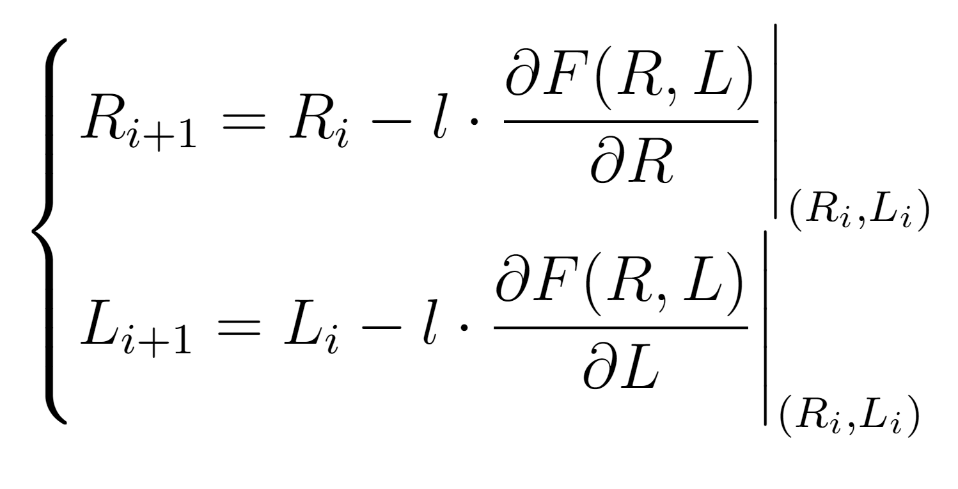 R_{i+1} = R_i − l · ∂F(R, L)/∂R |_{(R_i,L_i)}
L_{i+1} = L_i − l · ∂F(R, L)/∂L |_{(R_i,L_i)}